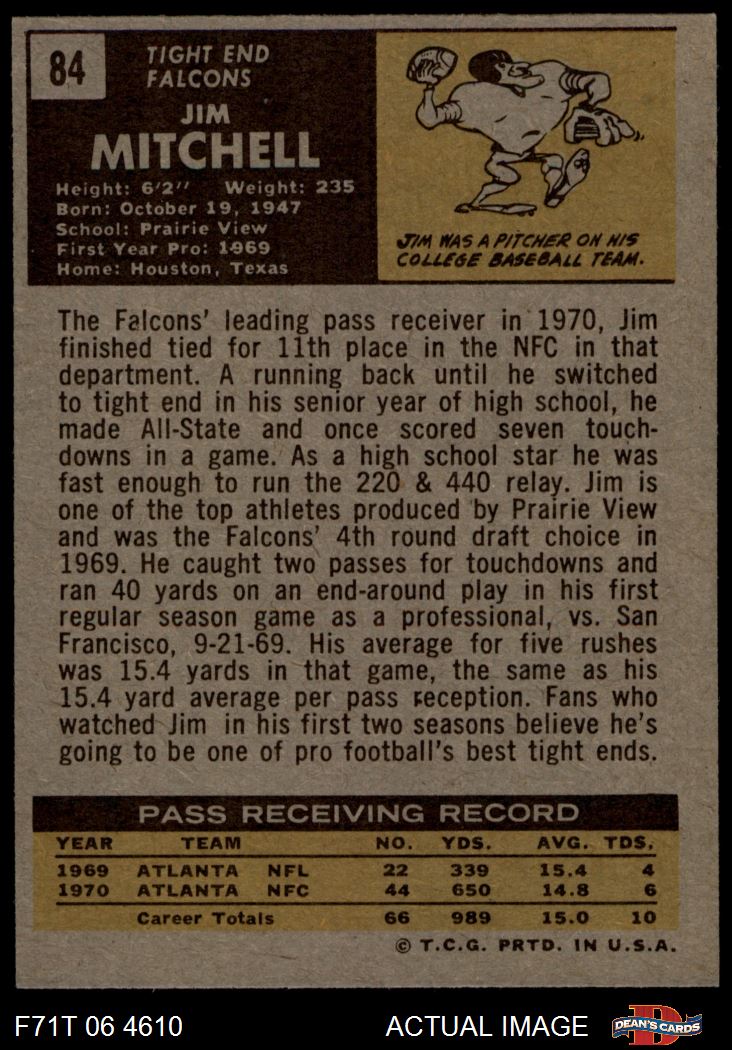 84
TIGHT END
FALCONS
JIM
MITCHELL
Height: 6'2" Weight: 235
Born: October 19, 1947
School: Prairie View
First Year Pro: 1969
Home: Houston, Texas
JIM WAS A PITCHER ON HIS
COLLEGE BASEBALL TEAM.
The Falcons' leading pass receiver in 1970, Jim
finished tied for 11th place in the NFC in that
department. A running back until he switched
to tight end in his senior year of high school, he
made All-State and once scored seven touch-
downs in a game. As a high school star he was
fast enough to run the 220 & 440 relay. Jim is
one of the top athletes produced by Prairie View
and was the Falcons' 4th round draft choice in
1969. He caught two passes for touchdowns and
ran 40 yards on an end-around play in his first
regular season game as a professional, vs. San
Francisco, 9-21-69. His average for five rushes
was 15.4 yards in that game, the same as his
15.4 yard average per pass reception. Fans who
watched Jim in his first two seasons believe he's
going to be one of pro football's best tight ends.
PASS RECEIVING RECORD
YEAR TEAM NO. YDS. AVG. TDS.
1969 ATLANTA NFL 22 339 15.4 4
1970 ATLANTA NFC 44 650 14.8 6
Career Totals 66 989 15.0 10
© T.C.G. PRTD. IN U.S.A.
F71T 06 4610 ACTUAL IMAGE D DEAN'S CARDS